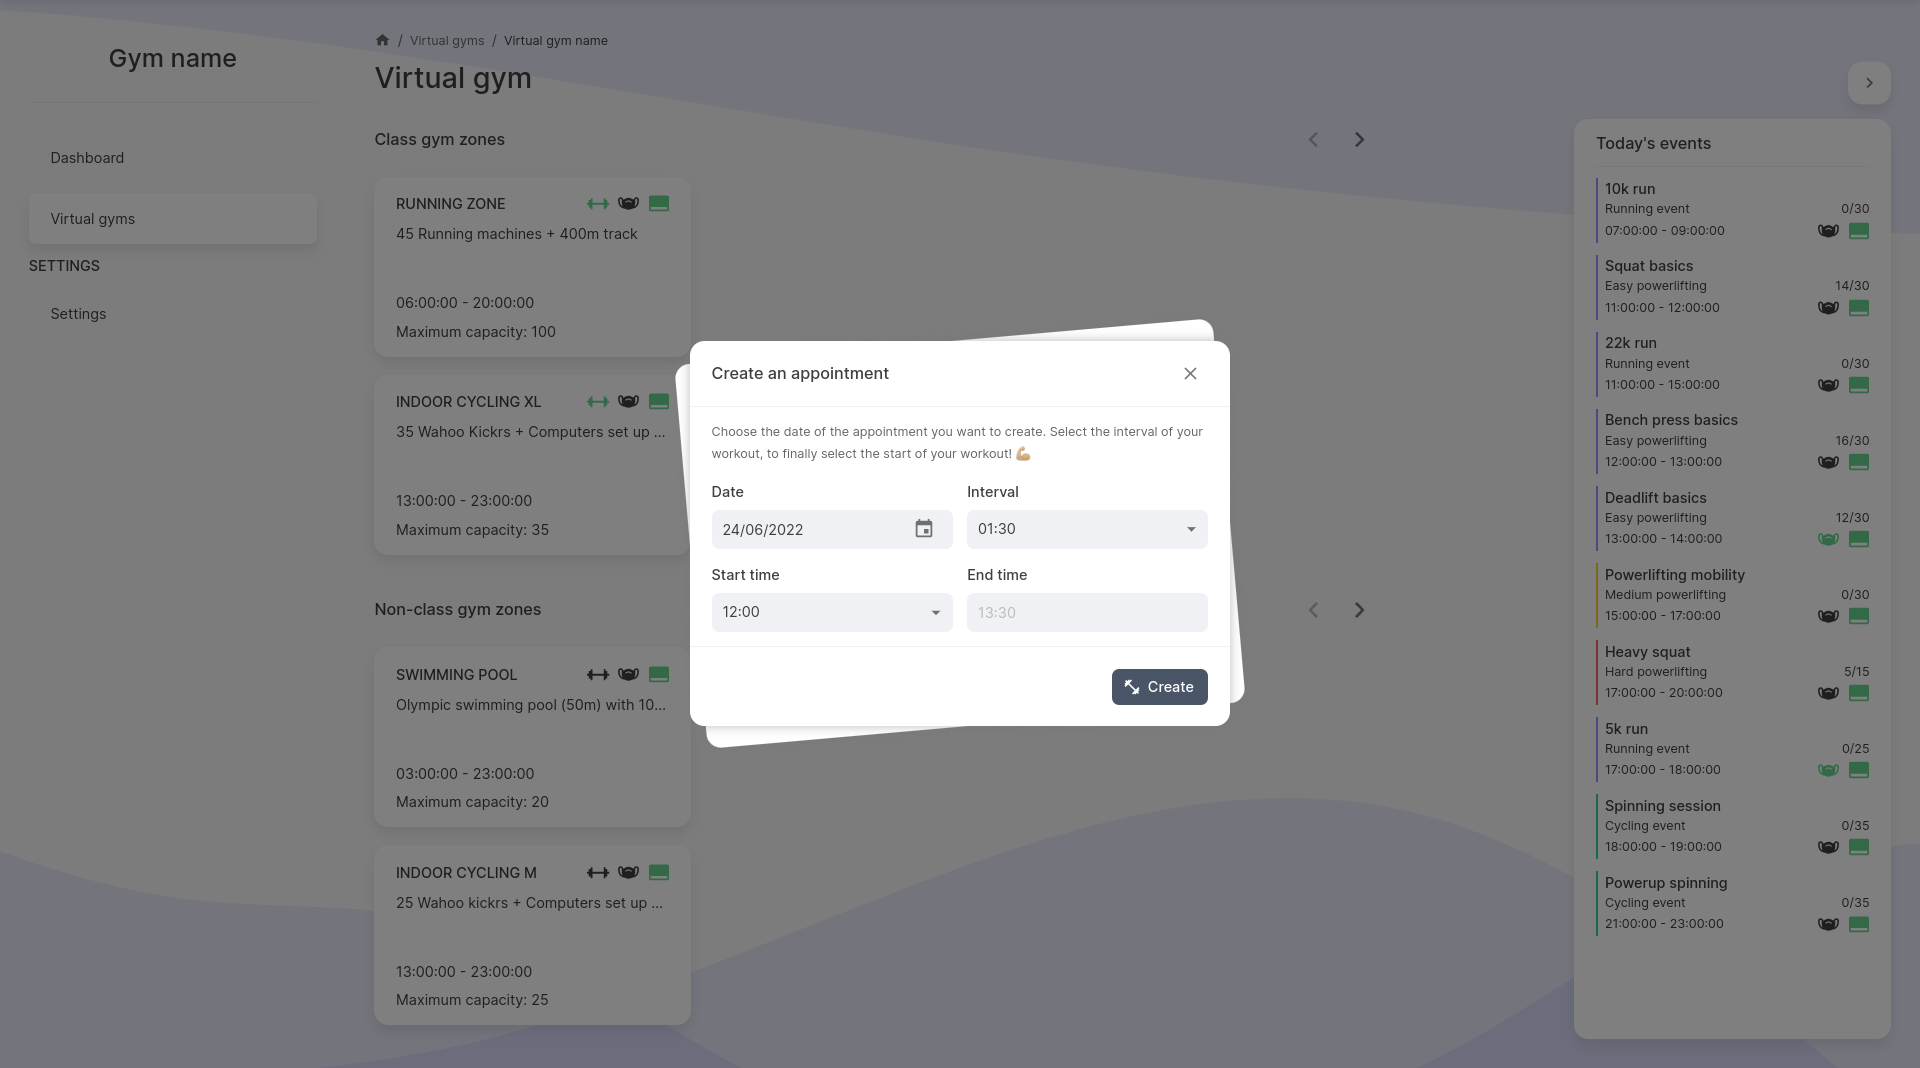 Gym name
Dashboard
Virtual gyms
SETTINGS
Settings
/ Virtual gyms / Virtual gym name
Virtual gym
Class gym zones
RUNNING ZONE
45 Running machines + 400m track
06:00:00 - 20:00:00
Maximum capacity: 100
INDOOR CYCLING XL
35 Wahoo Kickrs + Computers set up ...
13:00:00 - 23:00:00
Maximum capacity: 35
Non-class gym zones
SWIMMING POOL
Olympic swimming pool (50m) with 10...
03:00:00 - 23:00:00
Maximum capacity: 20
INDOOR CYCLING M
25 Wahoo kickrs + Computers set up ...
13:00:00 - 23:00:00
Maximum capacity: 25
Create an appointment
Choose the date of the appointment you want to create. Select the interval of your
workout, to finally select the start of your workout! 💪🏼
Date Interval
24/06/2022 01:30
Start time End time
12:00 13:30
Create
Today's events
10k run
Running event 0/30
07:00:00 - 09:00:00
Squat basics
Easy powerlifting 14/30
11:00:00 - 12:00:00
22k run
Running event 0/30
11:00:00 - 15:00:00
Bench press basics
Easy powerlifting 16/30
12:00:00 - 13:00:00
Deadlift basics
Easy powerlifting 12/30
13:00:00 - 14:00:00
Powerlifting mobility
Medium powerlifting 0/30
15:00:00 - 17:00:00
Heavy squat
Hard powerlifting 5/15
17:00:00 - 20:00:00
5k run
Running event 0/25
17:00:00 - 18:00:00
Spinning session
Cycling event 0/35
18:00:00 - 19:00:00
Powerup spinning
Cycling event 0/35
21:00:00 - 23:00:00